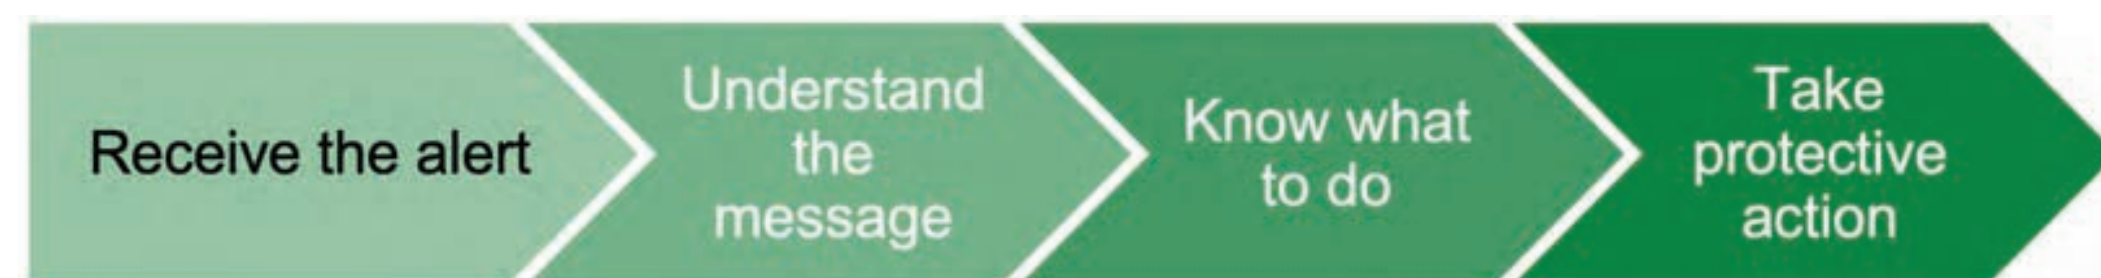 Receive the alert
Understand
the
message
Know what
to do
Take
protective
action